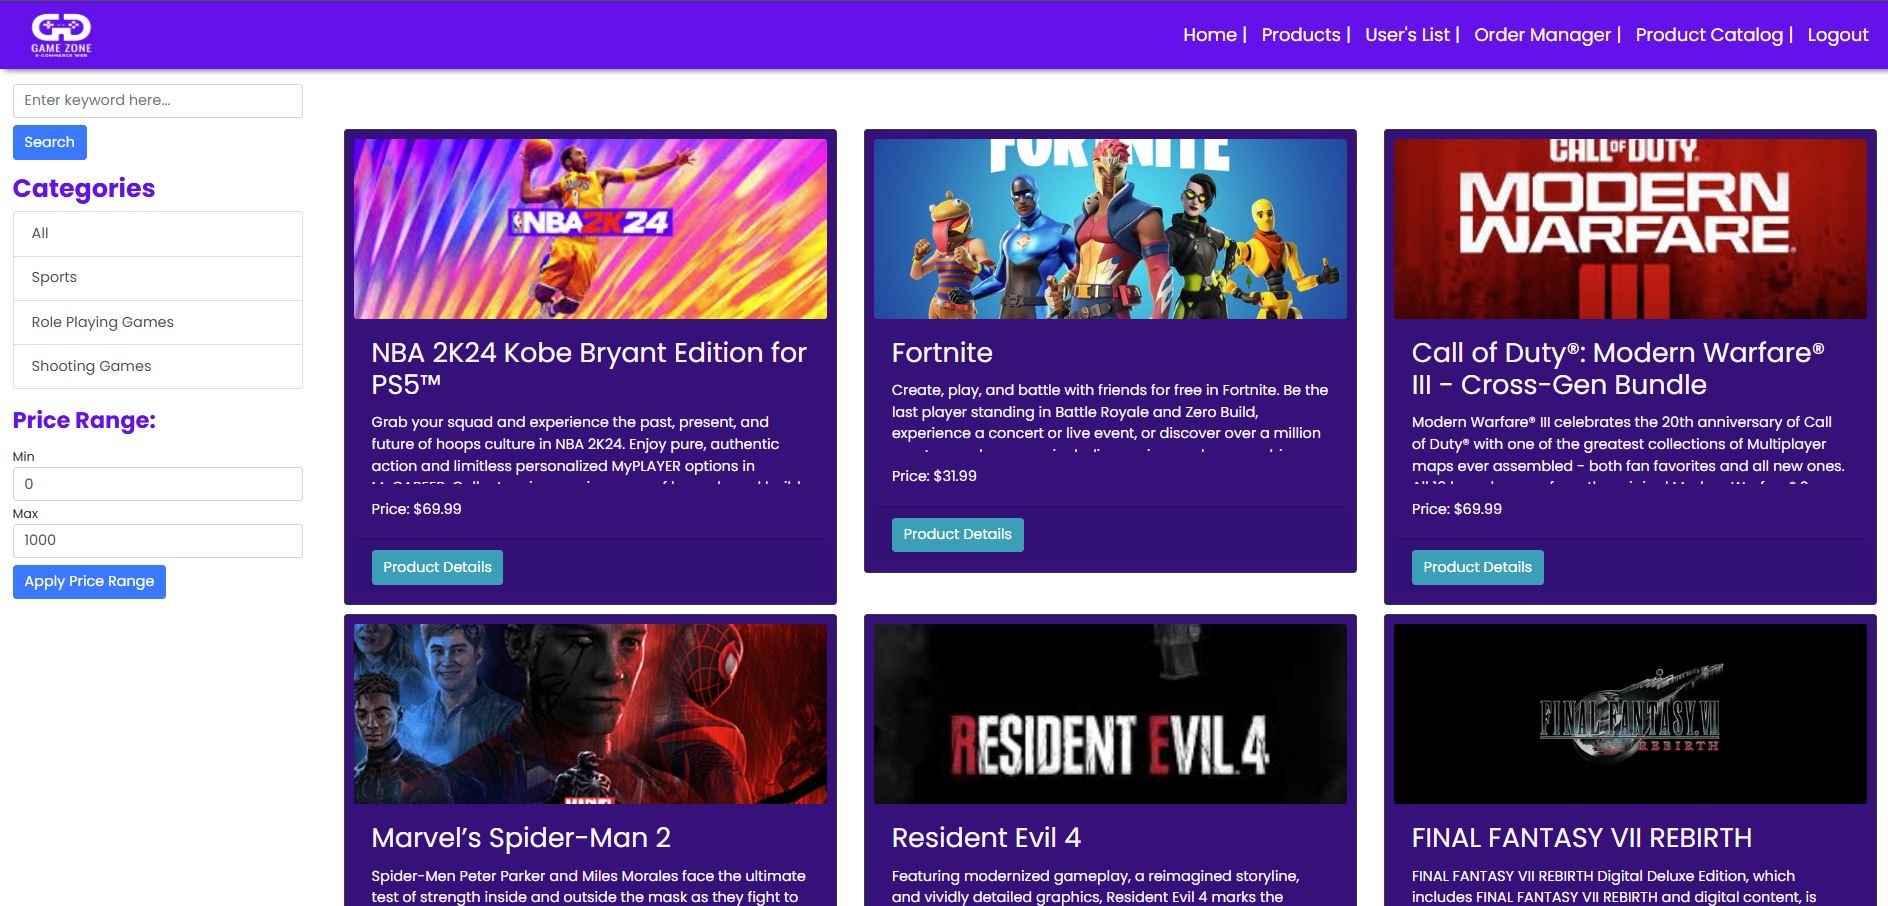 GAME ZONE
E-COMMERCE WEB
Home |
Products |
User's List |
Order Manager |
Product Catalog |
Logout
Enter keyword here...
Search
Categories
All
Sports
Role Playing Games
Shooting Games
Price Range:
Min
0
Max
1000
Apply Price Range
NBA2K24
NBA 2K24 Kobe Bryant Edition for
PS5™
Grab your squad and experience the past, present, and
future of hoops culture in NBA 2K24. Enjoy pure, authentic
action and limitless personalized MyPLAYER options in
Price: $69.99
Product Details
FORTNITE
Fortnite
Create, play, and battle with friends for free in Fortnite. Be the
last player standing in Battle Royale and Zero Build,
experience a concert or live event, or discover over a million
Price: $31.99
Product Details
CALL OF DUTY.
MODERN
WARFARE®
III
Call of Duty®: Modern Warfare®
III - Cross-Gen Bundle
Modern Warfare® III celebrates the 20th anniversary of Call
of Duty® with one of the greatest collections of Multiplayer
maps ever assembled - both fan favorites and all new ones.
Price: $69.99
Product Details
MARVEL
Marvel’s Spider-Man 2
Spider-Men Peter Parker and Miles Morales face the ultimate
test of strength inside and outside the mask as they fight to
RESIDENT EVIL 4
Resident Evil 4
Featuring modernized gameplay, a reimagined storyline,
and vividly detailed graphics, Resident Evil 4 marks the
FINAL FANTASY VII
REBIRTH
FINAL FANTASY VII REBIRTH
FINAL FANTASY VII REBIRTH Digital Deluxe Edition, which
includes FINAL FANTASY VII REBIRTH and digital content, is